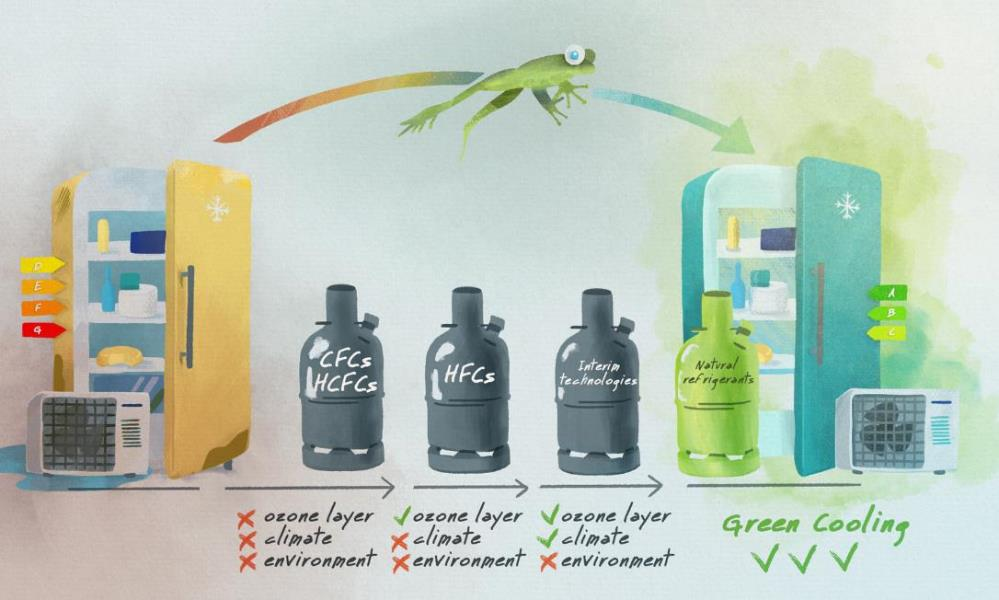 D
E
F
G
A
B
C
CFCs
HCFCs
HFCs
Interim
technologies
Natural
refrigerants
ozone layer
climate
environment
ozone layer
climate
environment
ozone layer
climate
environment
Green Cooling